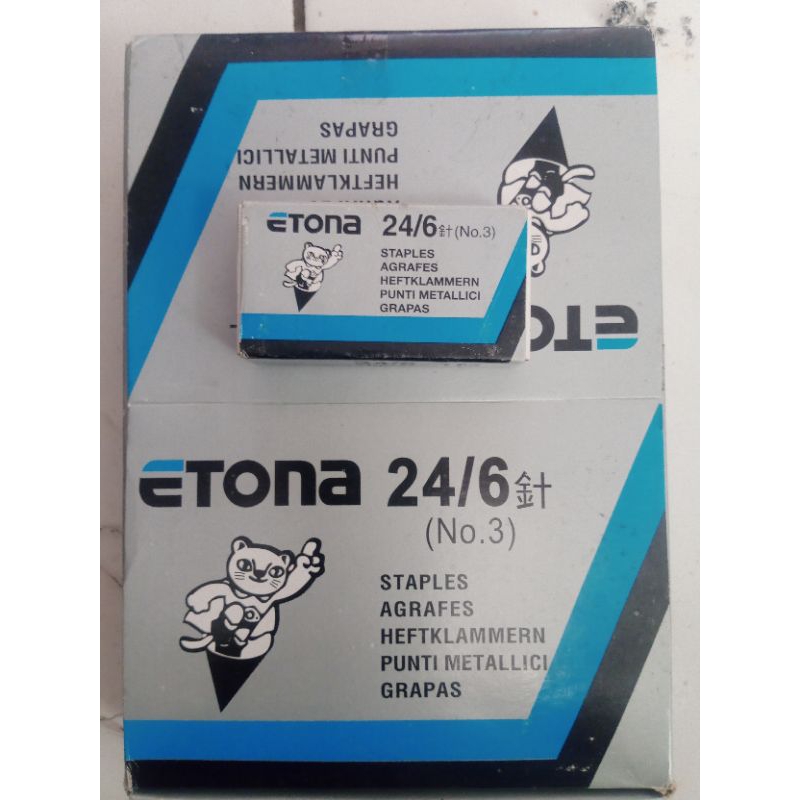 GRAPAS
PUNTI METALLICI
HEFTKLAMMERN
ETONA 24/6針(No.3)
STAPLES
AGRAFES
HEFTKLAMMERN
PUNTI METALLICI
GRAPAS
ETONA 24/6針
(No.3)
STAPLES
AGRAFES
HEFTKLAMMERN
PUNTI METALLICI
GRAPAS